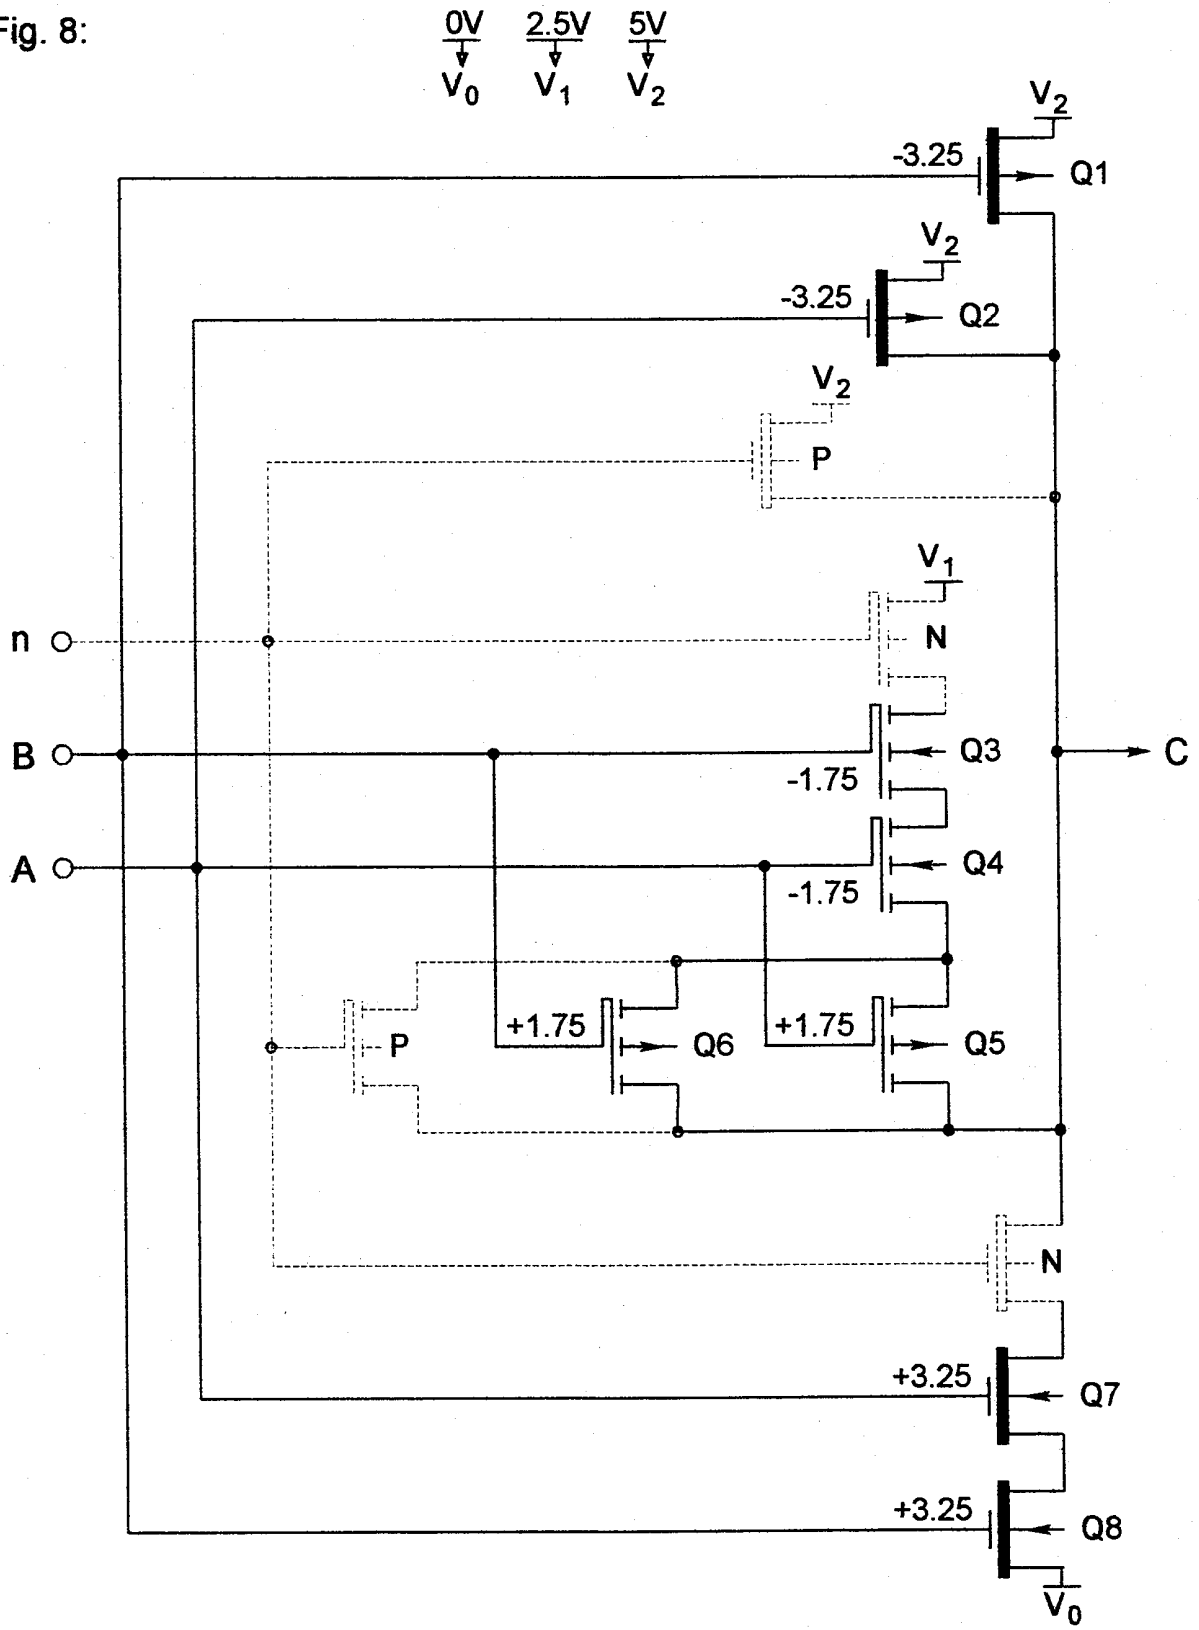 Fig. 8:
0V 2.5V 5V
V0 V1 V2
V2
-3.25 Q1
V2
-3.25 Q2
V2
P
V1
n N
B Q3 C
-1.75
A Q4
-1.75
P +1.75 Q6 +1.75 Q5
N
+3.25 Q7
+3.25 Q8
V0